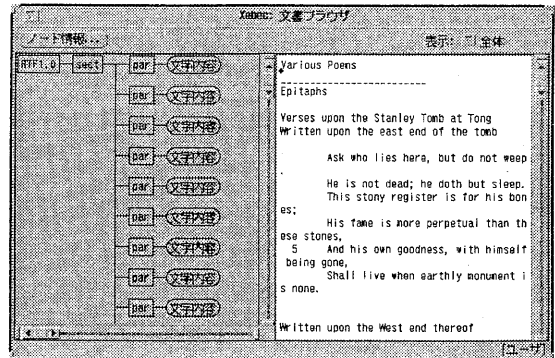 Xebec: 文書ブラウザ
ノード情報...
表示: 全体
RTF1.0 sect par 文字内容
par 文字内容
par 文字内容
par 文字内容
par 文字内容
par 文字内容
par 文字内容
par 文字内容
par 文字内容
Various Poems
Epitaphs
Verses upon the Stanley Tomb at Tong
Written upon the east end of the tomb
Ask who lies here, but do not weep
.
He is not dead; he doth but sleep.
This stony register is for his bon
es;
His fame is more perpetual than th
ese stones,
5 And his own goodness, with himself
being gone,
Shall live when earthly monument i
s none.
Written upon the West end thereof
[ユーザ]